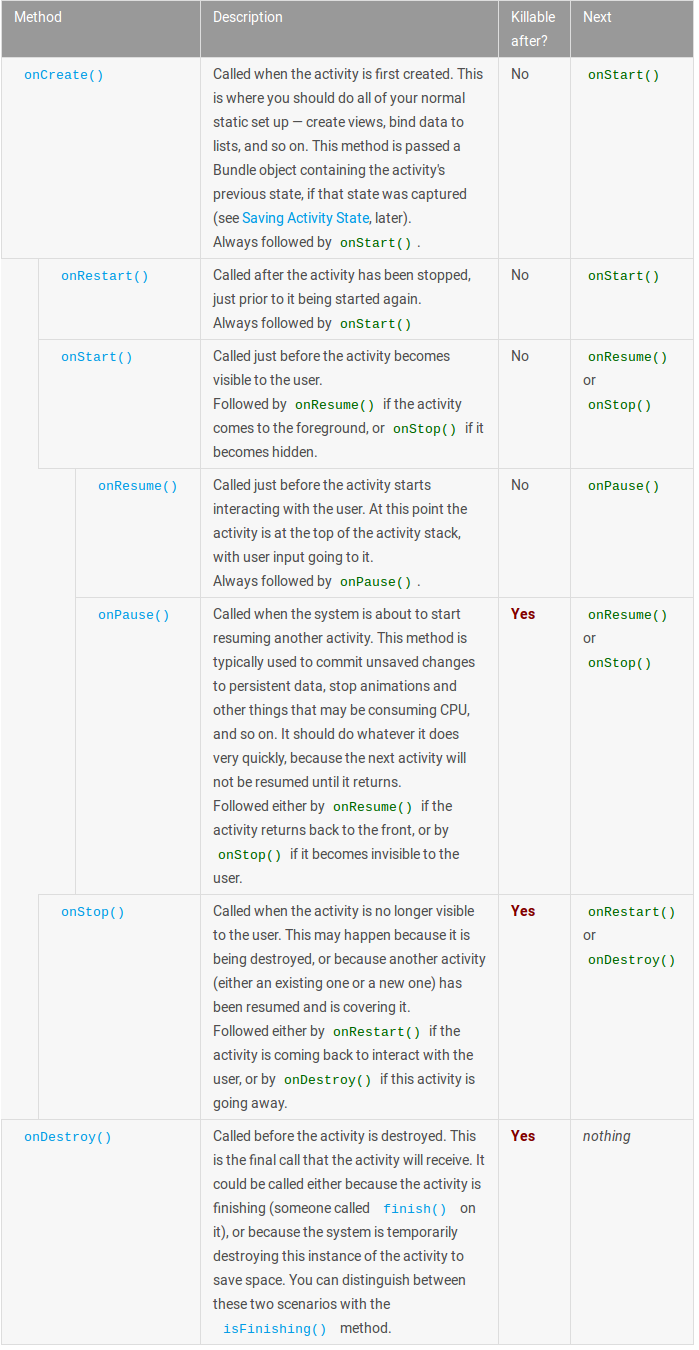 Method Description Killable Next
after?
onCreate() Called when the activity is first created. This No onStart()
is where you should do all of your normal
static set up — create views, bind data to
lists, and so on. This method is passed a
Bundle object containing the activity's
previous state, if that state was captured
(see Saving Activity State, later).
Always followed by onStart() .
onRestart() Called after the activity has been stopped, No onStart()
just prior to it being started again.
Always followed by onStart()
onStart() Called just before the activity becomes No onResume()
visible to the user. or
Followed by onResume() if the activity onStop()
comes to the foreground, or onStop() if it
becomes hidden.
onResume() Called just before the activity starts No onPause()
interacting with the user. At this point the
activity is at the top of the activity stack,
with user input going to it.
Always followed by onPause() .
onPause() Called when the system is about to start Yes onResume()
resuming another activity. This method is or
typically used to commit unsaved changes onStop()
to persistent data, stop animations and
other things that may be consuming CPU,
and so on. It should do whatever it does
very quickly, because the next activity will
not be resumed until it returns.
Followed either by onResume() if the
activity returns back to the front, or by
onStop() if it becomes invisible to the
user.
onStop() Called when the activity is no longer visible Yes onRestart()
to the user. This may happen because it is or
being destroyed, or because another activity onDestroy()
(either an existing one or a new one) has
been resumed and is covering it.
Followed either by onRestart() if the
activity is coming back to interact with the
user, or by onDestroy() if this activity is
going away.
onDestroy() Called before the activity is destroyed. This Yes nothing
is the final call that the activity will receive. It
could be called either because the activity is
finishing (someone called finish() on
it), or because the system is temporarily
destroying this instance of the activity to
save space. You can distinguish between
these two scenarios with the
isFinishing() method.